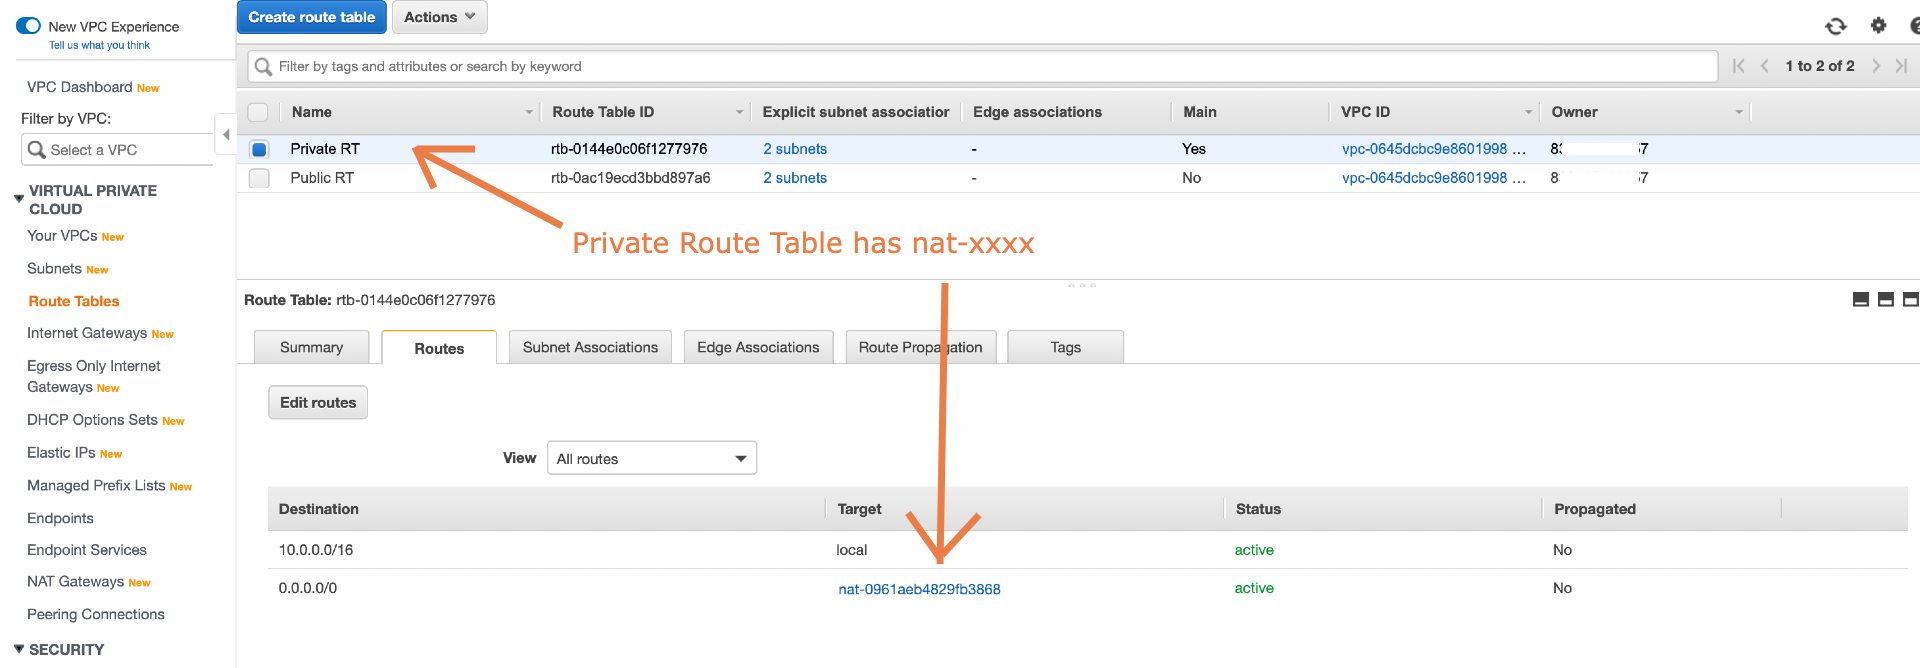 New VPC Experience
Tell us what you think
VPC Dashboard New
Filter by VPC:
Select a VPC
VIRTUAL PRIVATE
CLOUD
Your VPCs New
Subnets New
Route Tables
Internet Gateways New
Egress Only Internet
Gateways New
DHCP Options Sets New
Elastic IPs New
Managed Prefix Lists New
Endpoints
Endpoint Services
NAT Gateways New
Peering Connections
SECURITY
Create route table Actions
Filter by tags and attributes or search by keyword
1 to 2 of 2
Name Route Table ID Explicit subnet association Edge associations Main VPC ID Owner
Private RT rtb-0144e0c06f1277976 2 subnets - Yes vpc-0645dcbc9e8601998 ...
Public RT rtb-0ac19ecd3bbd897a6 2 subnets - No vpc-0645dcbc9e8601998 ...
Private Route Table has nat-xxxx
Route Table: rtb-0144e0c06f1277976
Summary Routes Subnet Associations Edge Associations Route Propagation Tags
Edit routes
View All routes
Destination Target Status Propagated
10.0.0.0/16 local active No
0.0.0.0/0 nat-0961aeb4829fb3868 active No